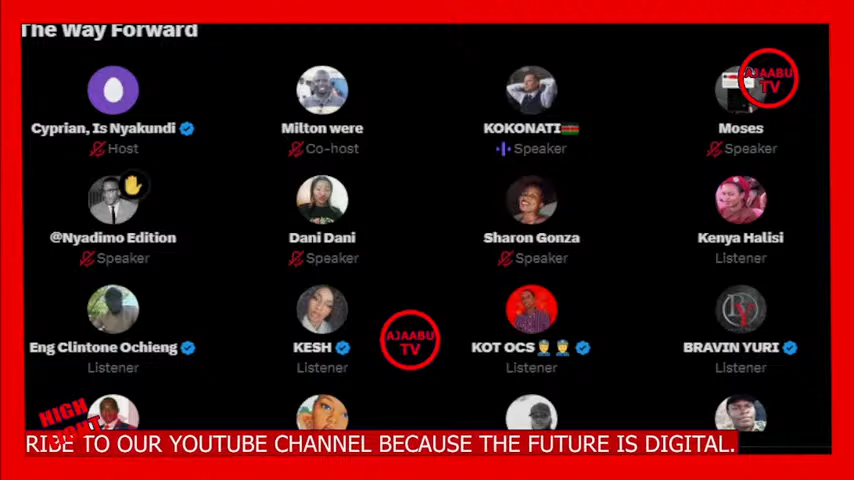 The Way Forward
AJAABU
TV
Cyprian, Is Nyakundi
Milton were
KOKONATI
Moses
Host
Co-host
Speaker
Speaker
@Nyadimo Edition
Dani Dani
Sharon Gonza
Kenya Halisi
Speaker
Speaker
Speaker
Listener
AJAABU
TV
Eng Clintone Ochieng
KESH
KOT OCS
BRAVIN YURI
Listener
Listener
Listener
Listener
HIGH
RIBE TO OUR YOUTUBE CHANNEL BECAUSE THE FUTURE IS DIGITAL.